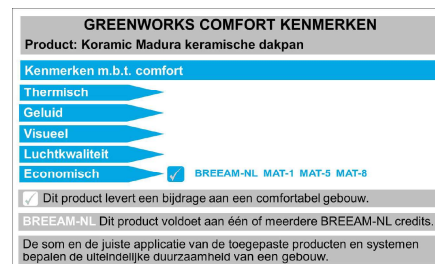 GREENWORKS COMFORT KENMERKEN
Product: Koramic Madura keramische dakpan
Kenmerken m.b.t. comfort
Thermisch
Geluid
Visueel
Luchtkwaliteit
Economisch BREEAM-NL MAT-1 MAT-5 MAT-8
Dit product levert een bijdrage aan een comfortabel gebouw.
BREEAM-NL Dit product voldoet aan één of meerdere BREEAM-NL credits.
De som en de juiste applicatie van de toegepaste producten en systemen
bepalen de uiteindelijke duurzaamheid van een gebouw.